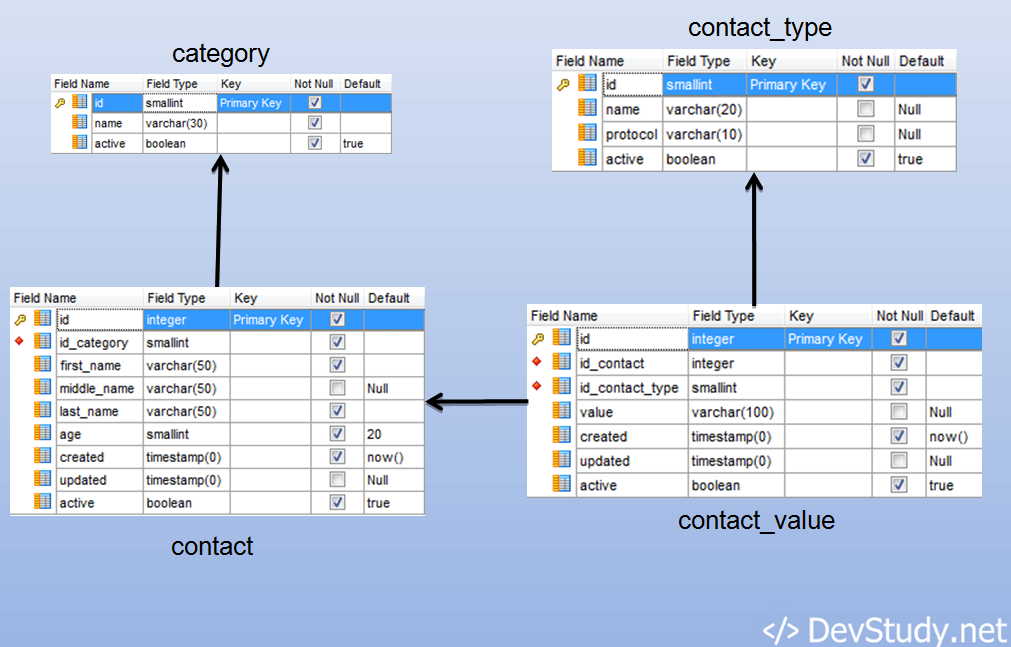 category
Field Name Field Type Key Not Null Default
id smallint Primary Key
name varchar(30)
active boolean true
contact_type
Field Name Field Type Key Not Null Default
id smallint Primary Key
name varchar(20) Null
protocol varchar(10) Null
active boolean true
Field Name Field Type Key Not Null Default
id integer Primary Key
id_category smallint
first_name varchar(50)
middle_name varchar(50) Null
last_name varchar(50)
age smallint 20
created timestamp(0) now()
updated timestamp(0) Null
active boolean true
contact
Field Name Field Type Key Not Null Default
id integer Primary Key
id_contact integer
id_contact_type smallint
value varchar(100) Null
created timestamp(0) now()
updated timestamp(0) Null
active boolean true
contact_value
</> DevStudy.net